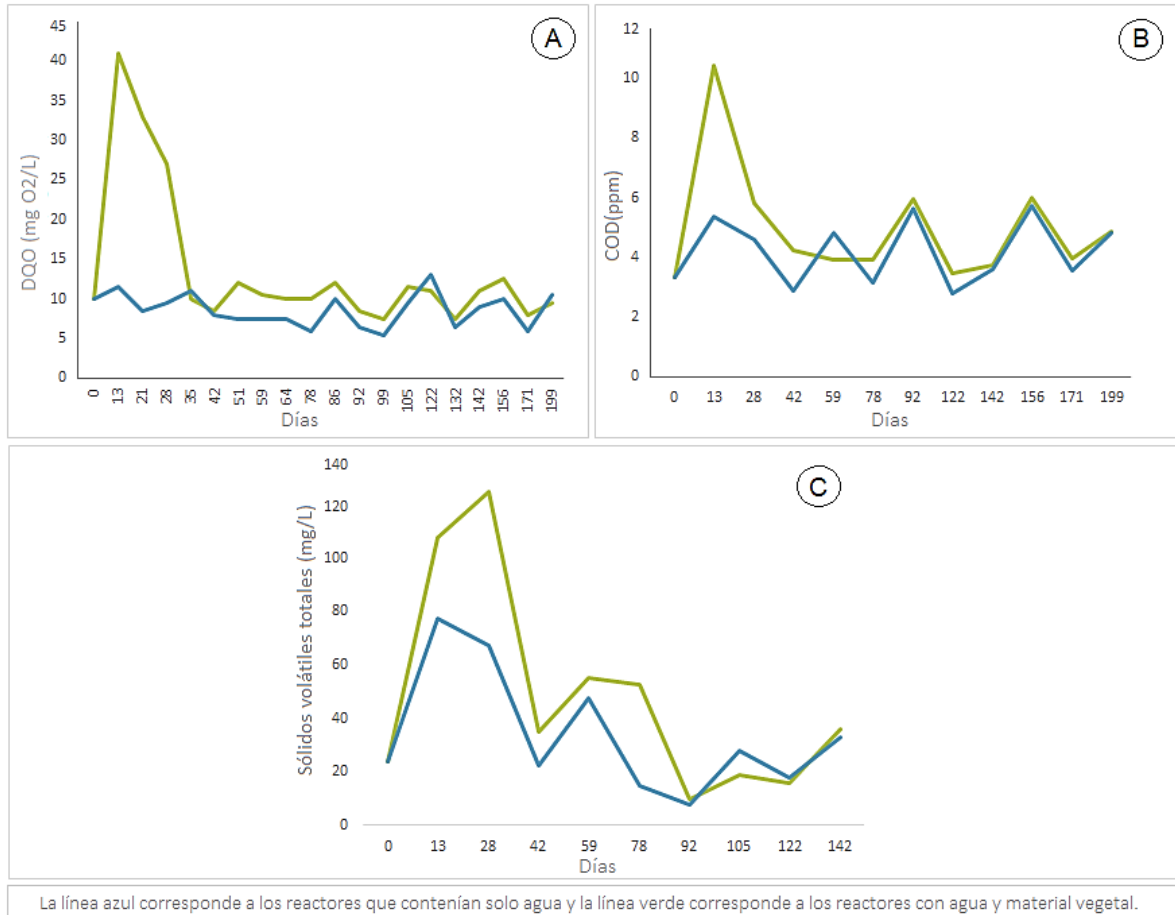 A
DQO (mg O2/L)
45
40
35
30
25
20
15
10
5
0
0 13 21 28 35 42 51 59 64 78 86 92 99 105 122 132 142 156 171 199
Días
B
COD(ppm)
12
10
8
6
4
2
0
0 13 28 42 59 78 92 122 142 156 171 199
Días
C
Sólidos volátiles totales (mg/L)
140
120
100
80
60
40
20
0
0 13 28 42 59 78 92 105 122 142
Días
La línea azul corresponde a los reactores que contenían solo agua y la línea verde corresponde a los reactores con agua y material vegetal.